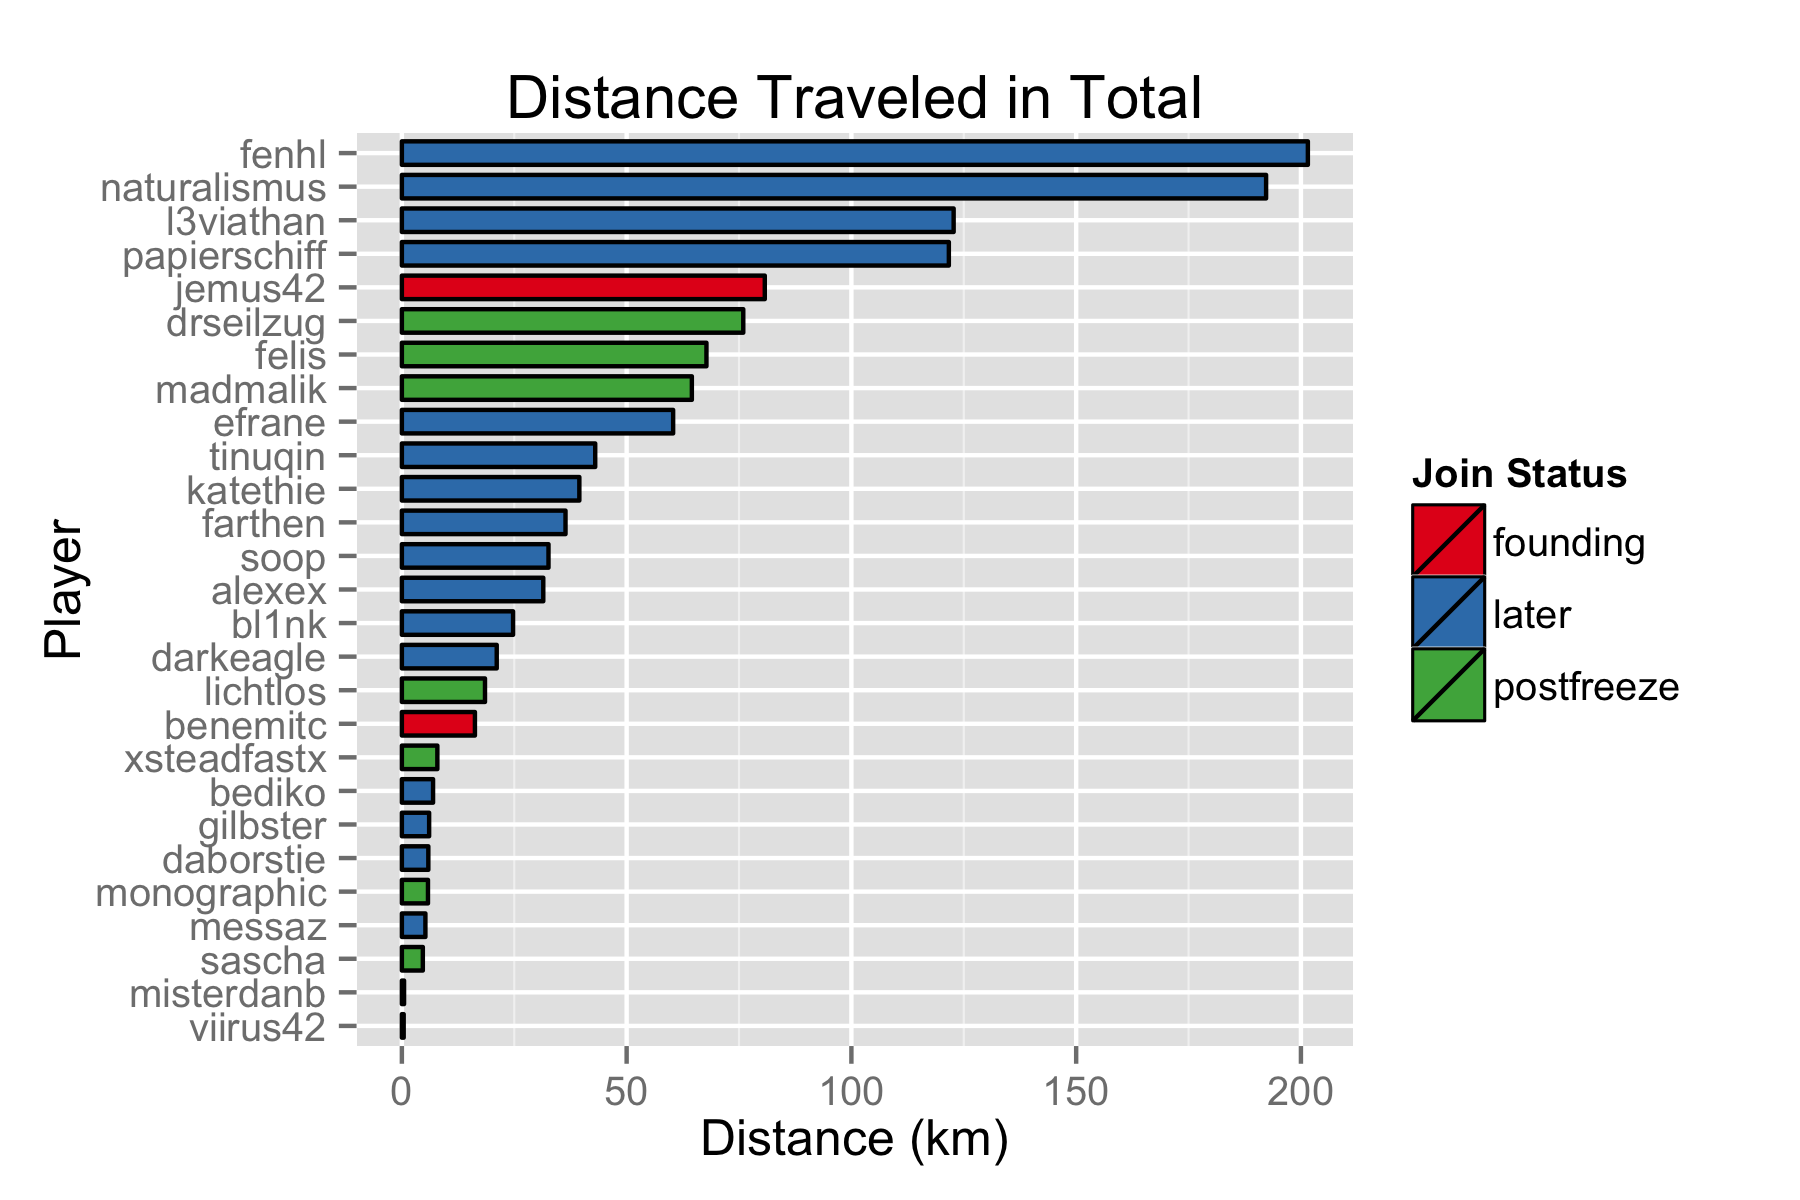 Distance Traveled in Total
fenhl
naturalismus
l3viathan
papierschiff
jemus42
drseilzug
felis
madmalik
efrane
tinuqin
katethie
farthen
soop
alexex
bl1nk
darkeagle
lichtlos
benemitc
xsteadfastx
bediko
gilbster
daborstie
monographic
messaz
sascha
misterdanb
viirus42
Player
0 50 100 150 200
Distance (km)
Join Status
founding
later
postfreeze